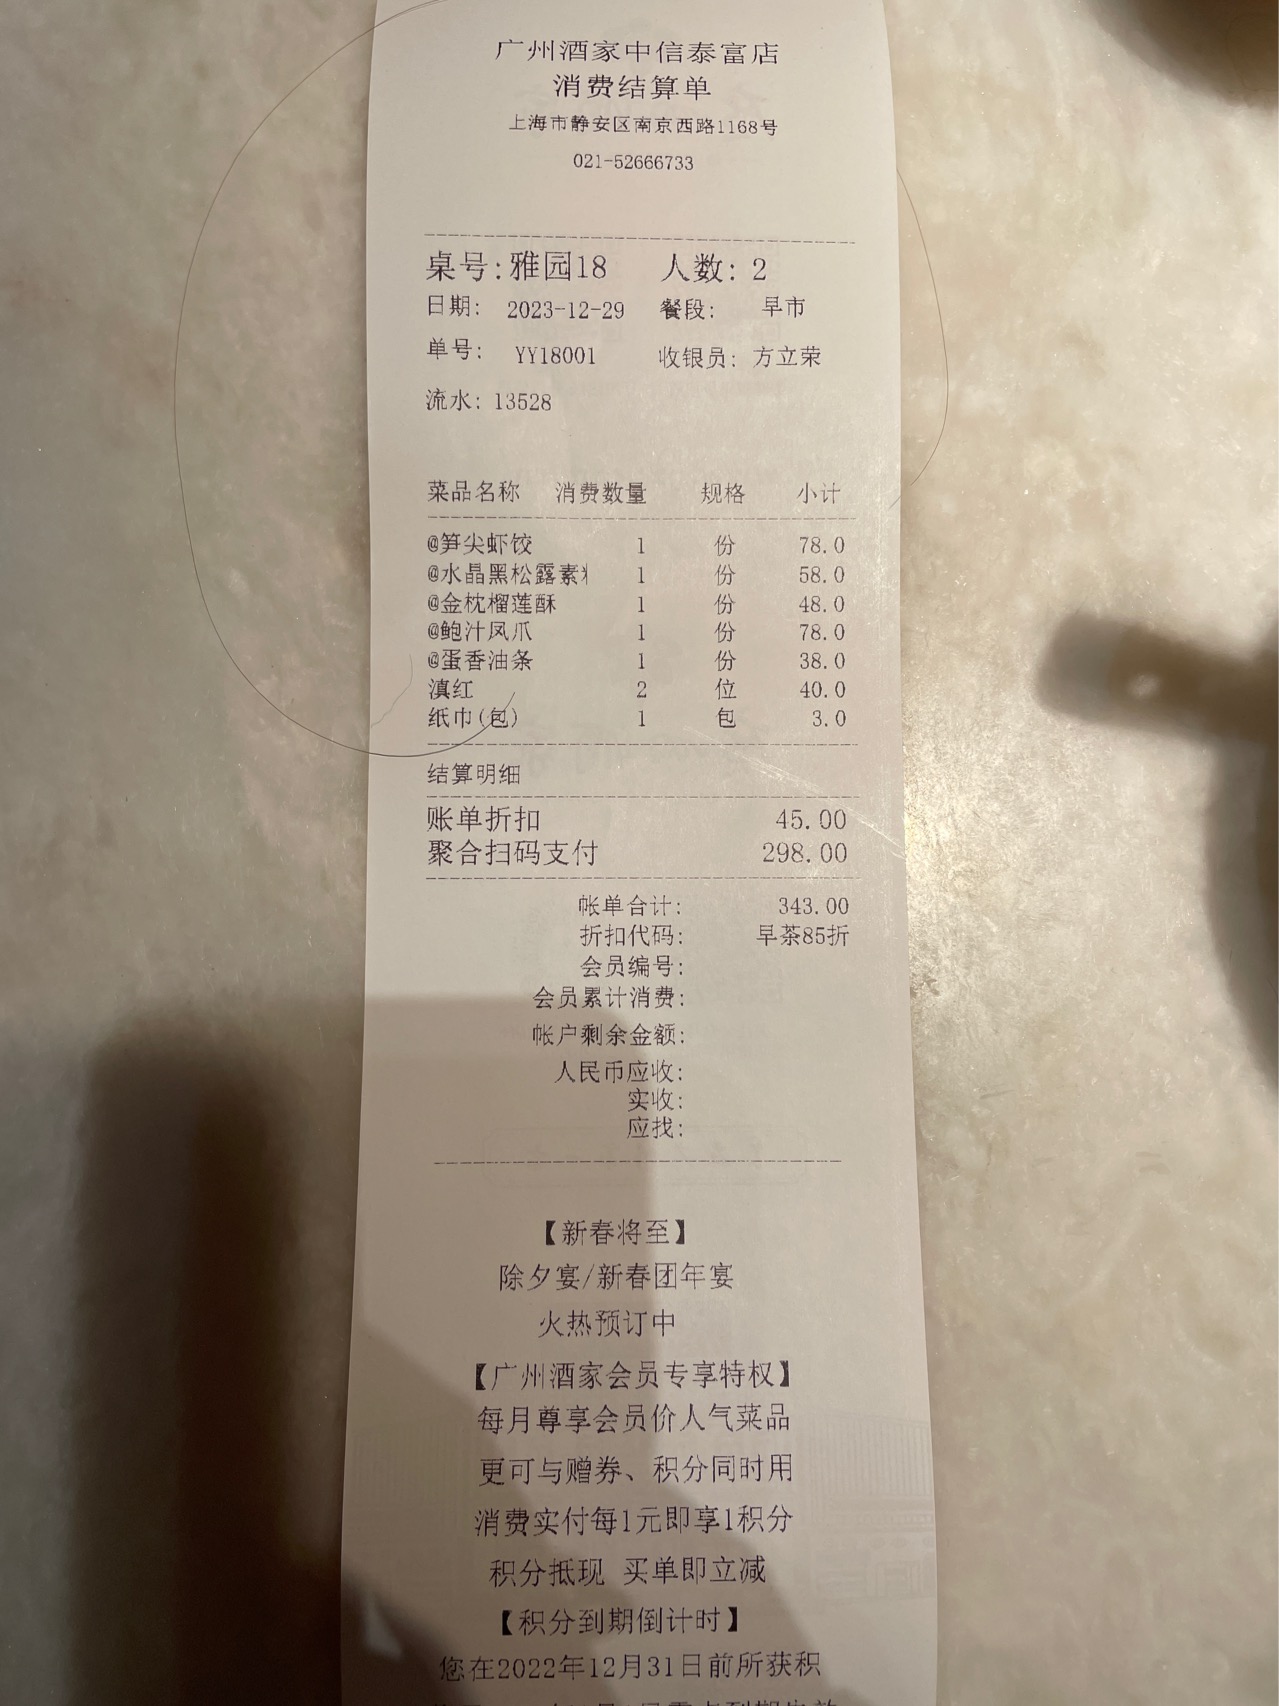 广州酒家中信泰富店
消费结算单
上海市静安区南京西路1168号
021-52666733
桌号:雅园18 人数: 2
日期: 2023-12-29 餐段: 早市
单号: YY18001 收银员: 方立荣
流水: 13528
菜品名称 消费数量 规格 小计
@笋尖虾饺 1 份 78.0
@水晶黑松露素 1 份 58.0
@金枕榴莲酥 1 份 48.0
@鲍汁凤爪 1 份 78.0
@蛋香油条 1 份 38.0
滇红 2 位 40.0
纸巾(包) 1 包 3.0
结算明细
账单折扣 45.00
聚合扫码支付 298.00
帐单合计: 343.00
折扣代码: 早茶85折
会员编号:
会员累计消费:
帐户剩余金额:
人民币应收:
实收:
应找:
【新春将至】
除夕宴/新春团年宴
火热预订中
【广州酒家会员专享特权】
每月尊享会员价人气菜品
更可与赠券、积分同时用
消费实付每1元即享1积分
积分抵现 买单即立减
【积分到期倒计时】
您在2022年12月31日前所获积